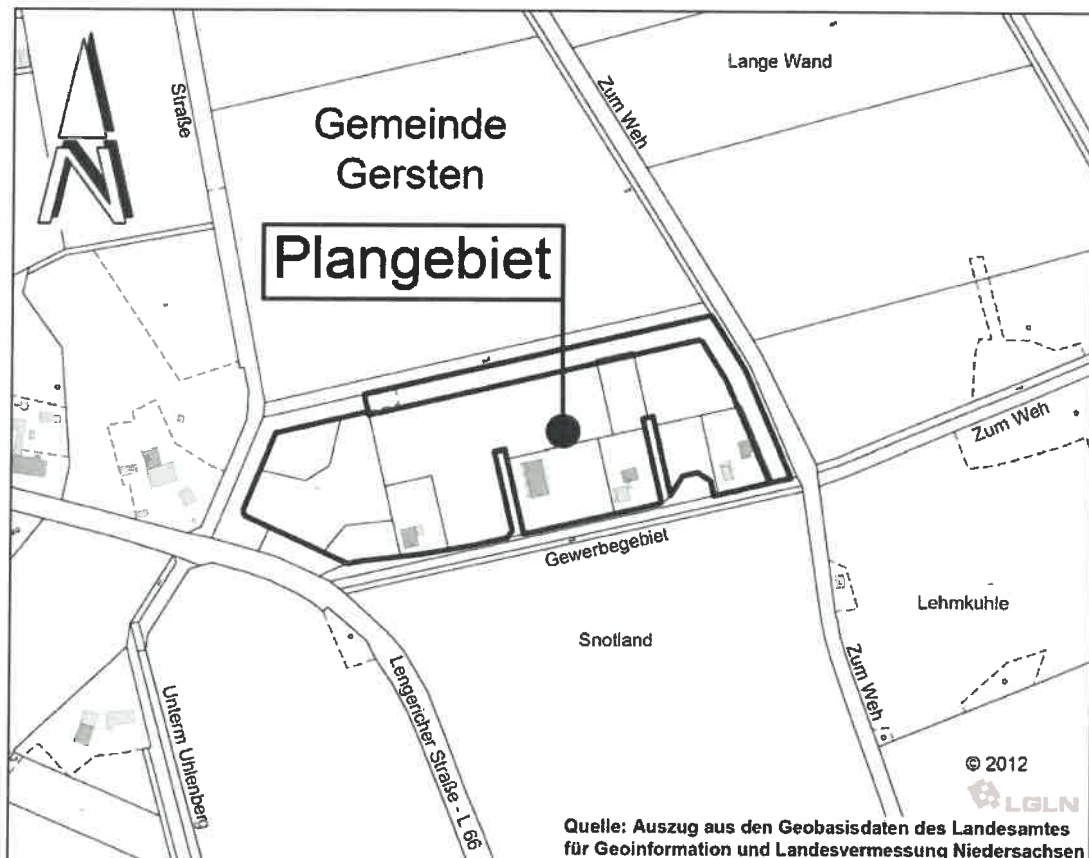 Lange Wand
Zum Weh
Straße
Gemeinde
Gersten
N
Plangebiet
Zum Weh
Gewerbegebiet
Lehmkuhle
Snotland
Zum Weh
Lengericher Straße - L 66
Unterm Uhlenberg
© 2012
LGLN
Quelle: Auszug aus den Geobasisdaten des Landesamtes
für Geoinformation und Landesvermessung Niedersachsen